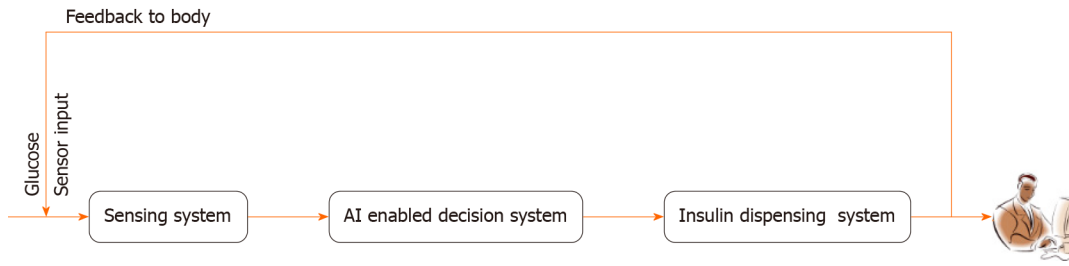 Feedback to body
Glucose
Sensor input
Sensing system
AI enabled decision system
Insulin dispensing  system